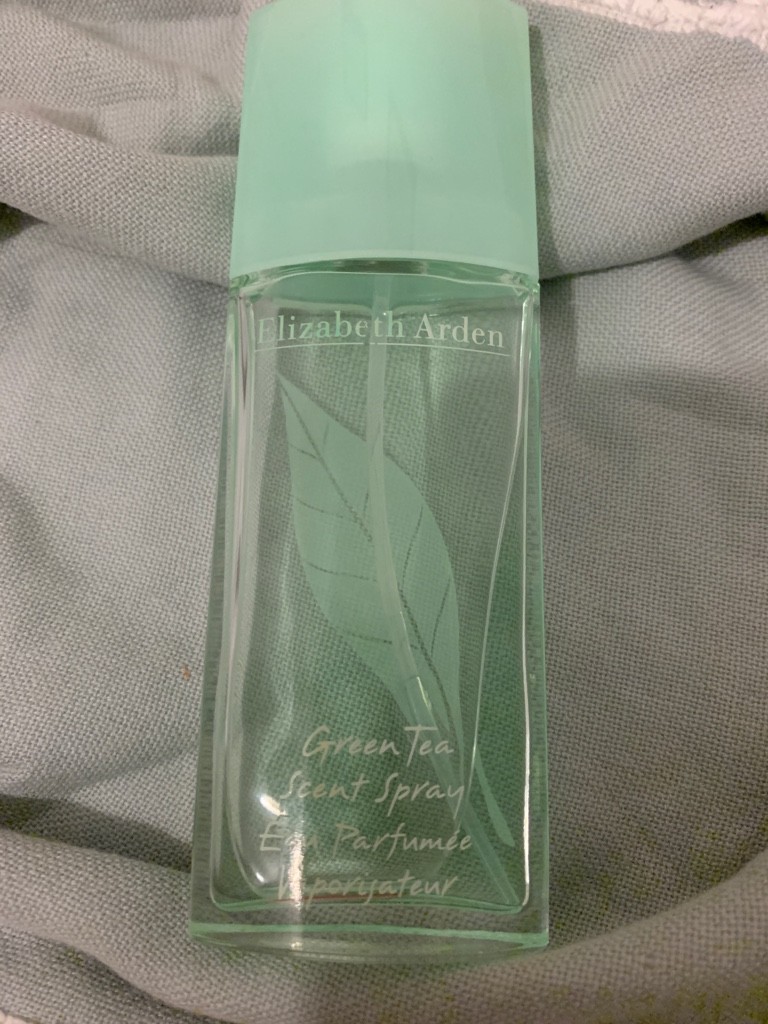 Elizabeth Arden
Green Tea
Scent Spray
Eau Parfumée
Vaporisateur